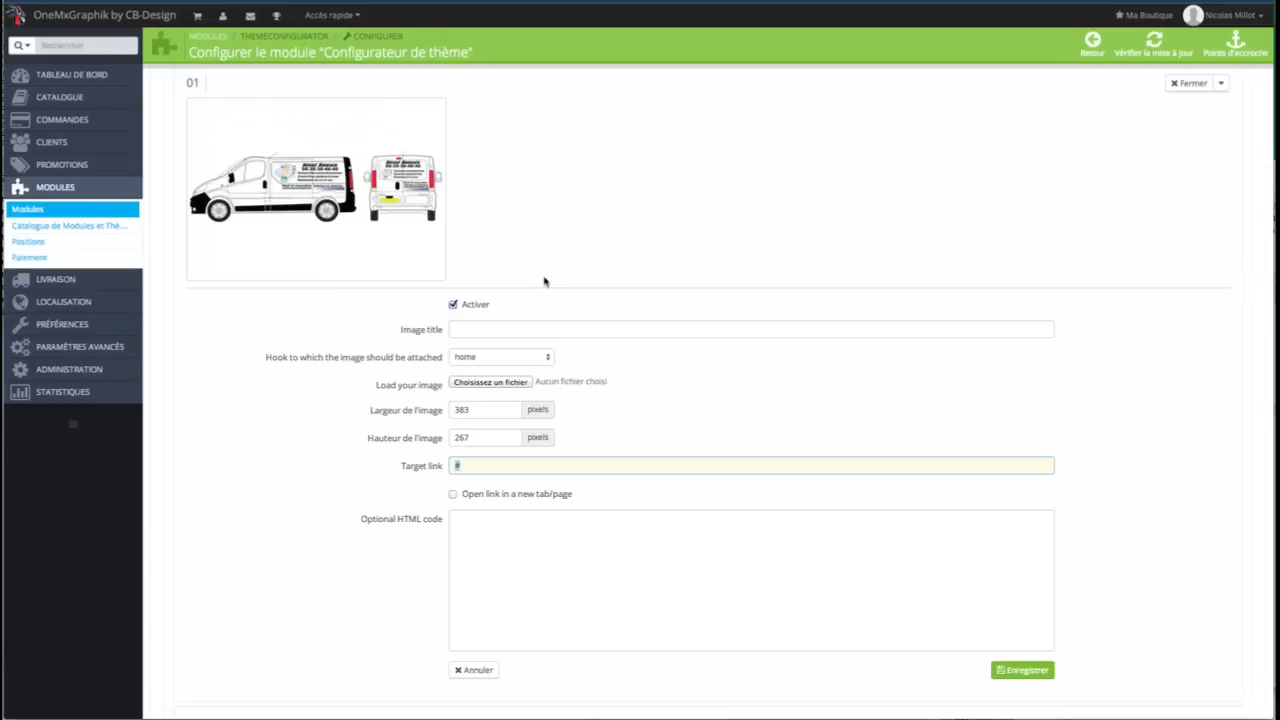 OneMxGraphik by CB-Design
Accès rapide
Ma Boutique
Nicolas Millot
Rechercher
MODULES / THEMECONFIGURATOR / CONFIGURER
Configurer le module "Configurateur de thème"
Retour
Vérifier la mise à jour
Points d'accroche
TABLEAU DE BORD
CATALOGUE
COMMANDES
CLIENTS
PROMOTIONS
MODULES
Modules
Catalogue de Modules et Thè...
Positions
Paiement
LIVRAISON
LOCALISATION
PRÉFÉRENCES
PARAMÈTRES AVANCÉS
ADMINISTRATION
STATISTIQUES
01
Fermer
Activer
Image title
Hook to which the image should be attached
home
Load your image
Choisissez un fichier Aucun fichier choisi
Largeur de l'image
383
pixels
Hauteur de l'image
267
pixels
Target link
#
Open link in a new tab/page
Optional HTML code
Annuler
Enregistrer